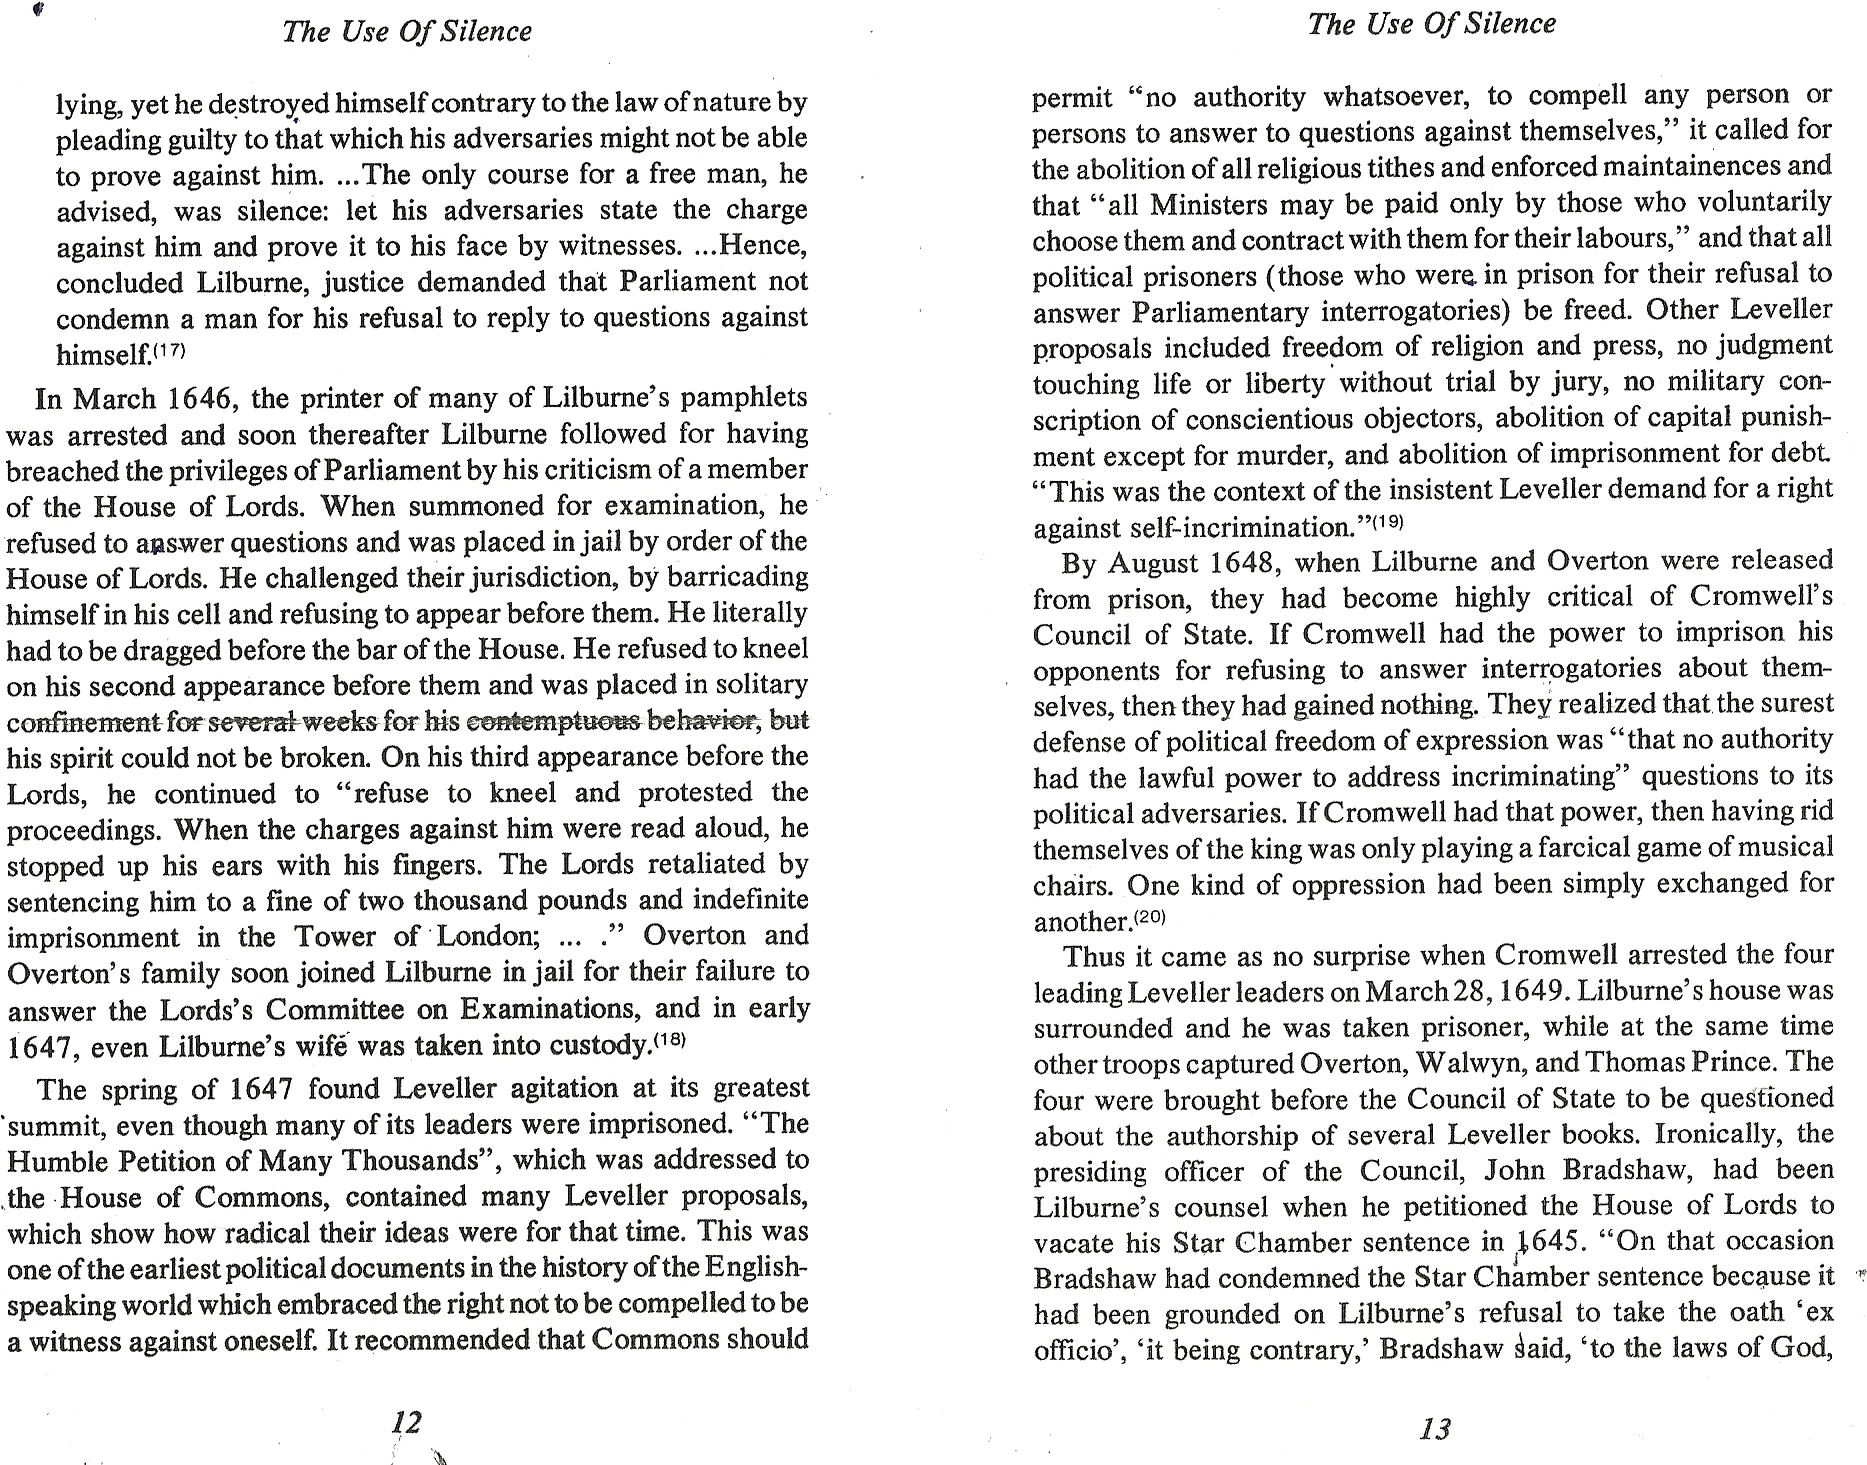 The Use Of Silence
lying, yet he destroyed himself contrary to the law of nature by
pleading guilty to that which his adversaries might not be able
to prove against him. ...The only course for a free man, he
advised, was silence: let his adversaries state the charge
against him and prove it to his face by witnesses. ...Hence,
concluded Lilburne, justice demanded that Parliament not
condemn a man for his refusal to reply to questions against
himself.(17)
In March 1646, the printer of many of Lilburne's pamphlets
was arrested and soon thereafter Lilburne followed for having
breached the privileges of Parliament by his criticism of a member
of the House of Lords. When summoned for examination, he
refused to answer questions and was placed in jail by order of the
House of Lords. He challenged their jurisdiction, by barricading
himself in his cell and refusing to appear before them. He literally
had to be dragged before the bar of the House. He refused to kneel
on his second appearance before them and was placed in solitary
confinement for several weeks for his contemptuous behavior, but
his spirit could not be broken. On his third appearance before the
Lords, he continued to "refuse to kneel and protested the
proceedings. When the charges against him were read aloud, he
stopped up his ears with his fingers. The Lords retaliated by
sentencing him to a fine of two thousand pounds and indefinite
imprisonment in the Tower of London; ... ." Overton and
Overton's family soon joined Lilburne in jail for their failure to
answer the Lords's Committee on Examinations, and in early
1647, even Lilburne's wife was taken into custody.(18)
The spring of 1647 found Leveller agitation at its greatest
summit, even though many of its leaders were imprisoned. "The
Humble Petition of Many Thousands", which was addressed to
the House of Commons, contained many Leveller proposals,
which show how radical their ideas were for that time. This was
one of the earliest political documents in the history of the English-
speaking world which embraced the right not to be compelled to be
a witness against oneself. It recommended that Commons should
12
The Use Of Silence
permit "no authority whatsoever, to compell any person or
persons to answer to questions against themselves," it called for
the abolition of all religious tithes and enforced maintainences and
that "all Ministers may be paid only by those who voluntarily
choose them and contract with them for their labours," and that all
political prisoners (those who were in prison for their refusal to
answer Parliamentary interrogatories) be freed. Other Leveller
proposals included freedom of religion and press, no judgment
touching life or liberty without trial by jury, no military con-
scription of conscientious objectors, abolition of capital punish-
ment except for murder, and abolition of imprisonment for debt.
"This was the context of the insistent Leveller demand for a right
against self-incrimination."(19)
By August 1648, when Lilburne and Overton were released
from prison, they had become highly critical of Cromwell's
Council of State. If Cromwell had the power to imprison his
opponents for refusing to answer interrogatories about them-
selves, then they had gained nothing. They realized that the surest
defense of political freedom of expression was "that no authority
had the lawful power to address incriminating" questions to its
political adversaries. If Cromwell had that power, then having rid
themselves of the king was only playing a farcical game of musical
chairs. One kind of oppression had been simply exchanged for
another.(20)
Thus it came as no surprise when Cromwell arrested the four
leading Leveller leaders on March 28, 1649. Lilburne's house was
surrounded and he was taken prisoner, while at the same time
other troops captured Overton, Walwyn, and Thomas Prince. The
four were brought before the Council of State to be questioned
about the authorship of several Leveller books. Ironically, the
presiding officer of the Council, John Bradshaw, had been
Lilburne's counsel when he petitioned the House of Lords to
vacate his Star Chamber sentence in 1645. "On that occasion
Bradshaw had condemned the Star Chamber sentence because it
had been grounded on Lilburne's refusal to take the oath 'ex
officio', 'it being contrary,' Bradshaw said, 'to the laws of God,
13